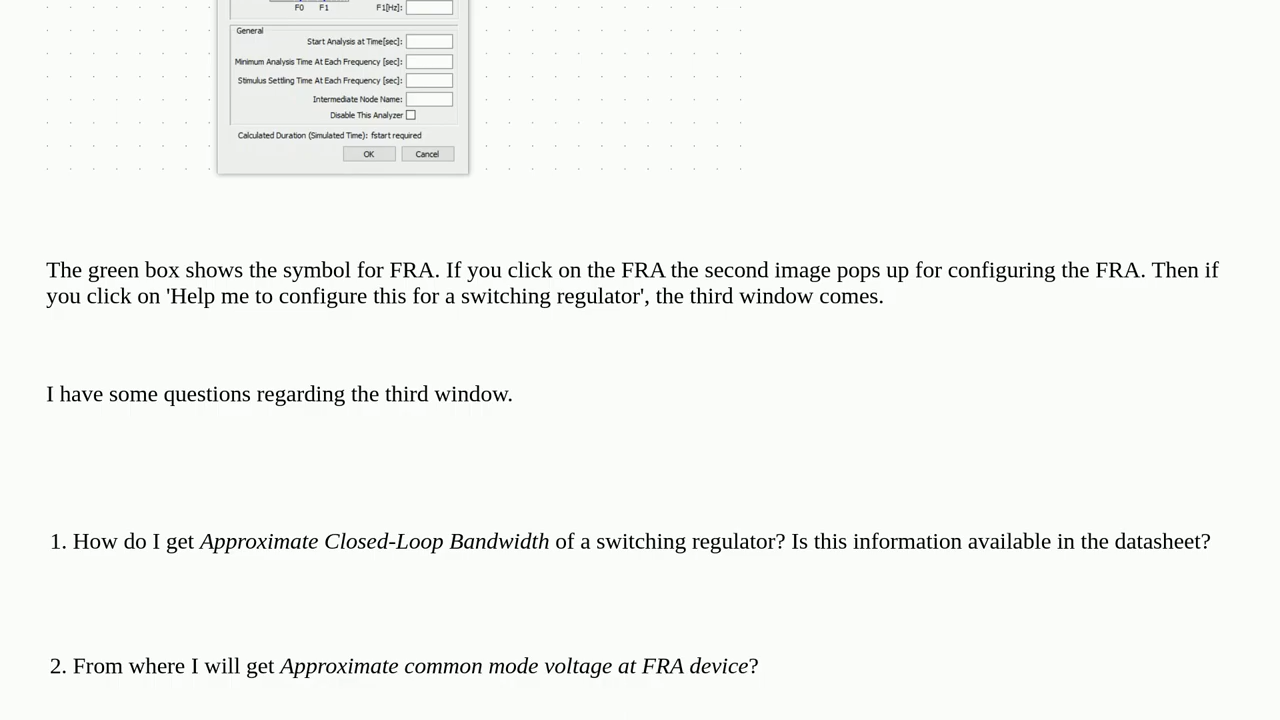 F0 F1 F1[Hz]:
General
Start Analysis at Time[sec]:
Minimum Analysis Time At Each Frequency [sec]:
Stimulus Settling Time At Each Frequency [sec]:
Intermediate Node Name:
Disable This Analyzer
Calculated Duration (Simulated Time): fstart required
OK Cancel
The green box shows the symbol for FRA. If you click on the FRA the second image pops up for configuring the FRA. Then if
you click on 'Help me to configure this for a switching regulator', the third window comes.
I have some questions regarding the third window.
1. How do I get Approximate Closed-Loop Bandwidth of a switching regulator? Is this information available in the datasheet?
2. From where I will get Approximate common mode voltage at FRA device?